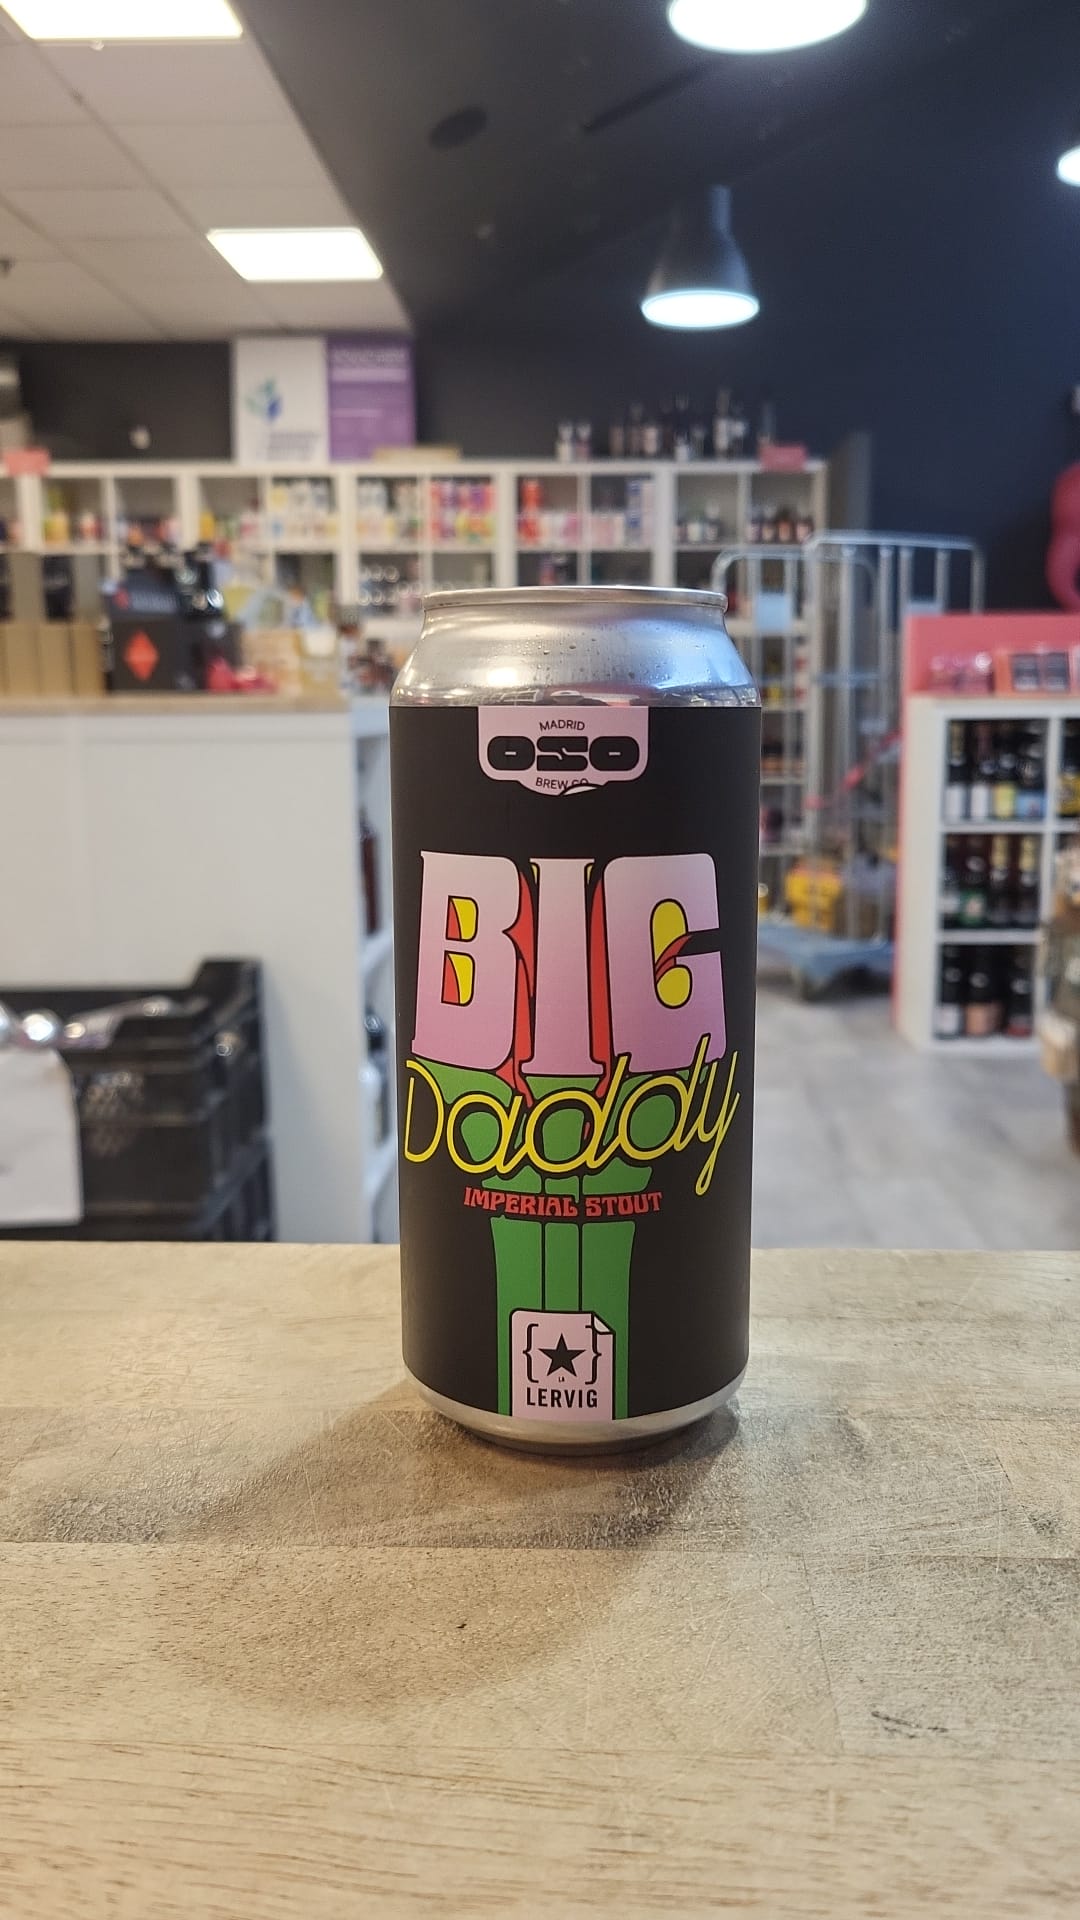 MADRID
OSO
BREW CO
BIG
Daddy
IMPERIAL STOUT
LERVIG